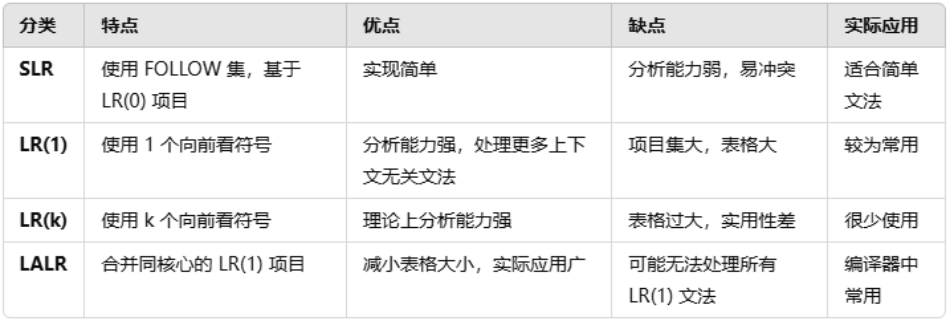 分类 特点 优点 缺点 实际应用
SLR 使用 FOLLOW 集，基于 实现简单 分析能力弱，易冲突 适合简单
LR(0) 项目 文法
LR(1) 使用 1 个向前看符号 分析能力强，处理更多上下 项目集大，表格大 较为常用
文无关文法
LR(k) 使用 k 个向前看符号 理论上分析能力强 表格过大，实用性差 很少使用
LALR 合并同核心的 LR(1) 项目 减小表格大小，实际应用广 可能无法处理所有 编译器中
LR(1) 文法 常用